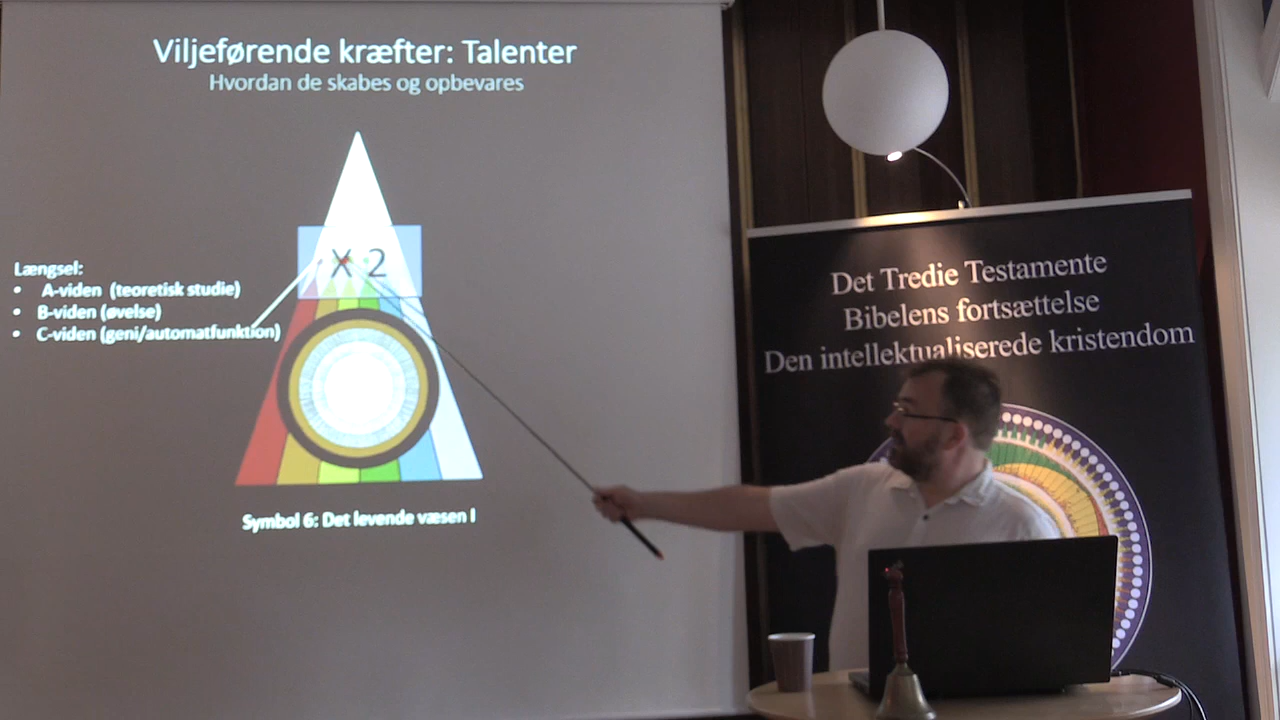 Viljeførende kræfter: Talenter
Hvordan de skabes og opbevares
X 2
Længsel:
• A-viden (teoretisk studie)
• B-viden (øvelse)
• C-viden (geni/automatfunktion)
Symbol 6: Det levende væsen I
Det Tredie Testamente
Bibelens fortsættelse
Den intellektualiserede kristendom